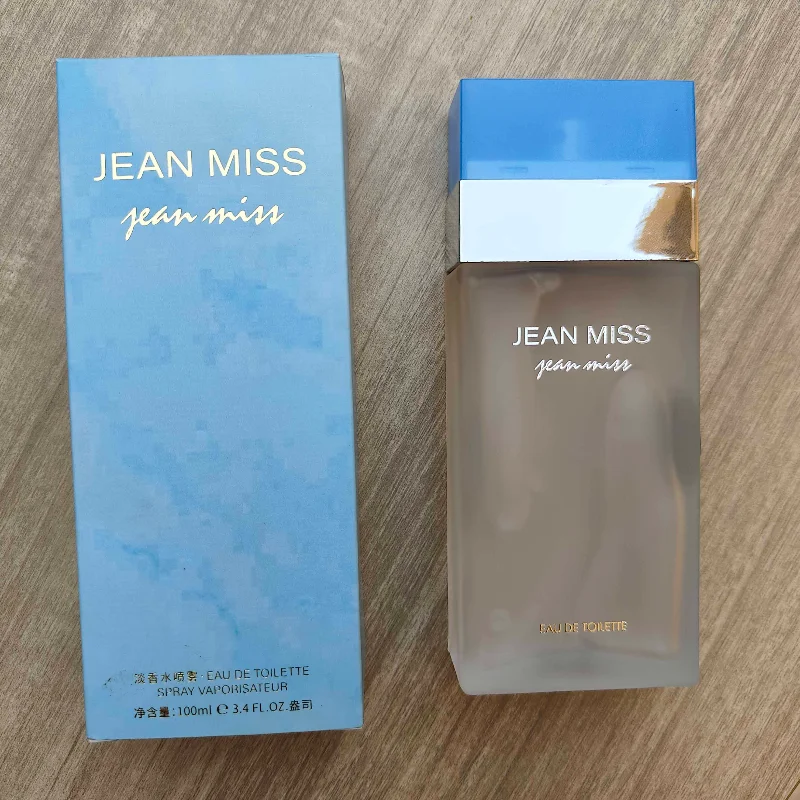 JEAN MISS
jean miss
淡香水喷雾·EAU DE TOILETTE
SPRAY VAPORISATEUR
净含量:100ml ℮ 3.4 FL.OZ.盎司
JEAN MISS
jean miss
EAU DE TOILETTE